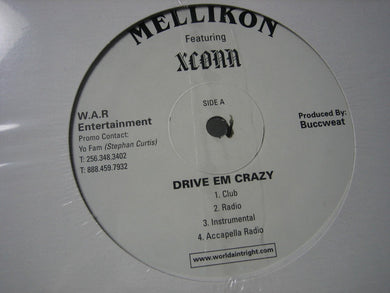 MELLIKON
Featuring
XCONN
SIDE A
W.A.R
Entertainment
Promo Contact:
Yo Fam (Stephan Curtis)
T: 256.348.3402
T: 888.459.7932
Produced By:
Buccweat
DRIVE EM CRAZY
1. Club
2. Radio
3. Instrumental
4. Accapella Radio
www.worldaintright.com